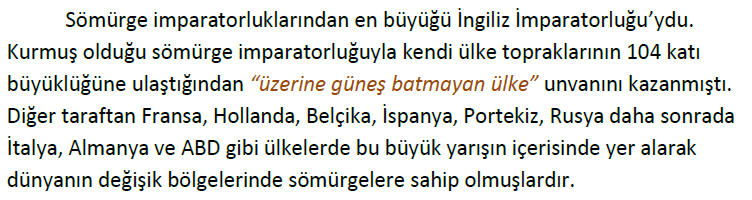 Sömürge imparatorluklarından en büyüğü İngiliz İmparatorluğu’ydu.
Kurmuş olduğu sömürge imparatorluğuyla kendi ülke topraklarının 104 katı
büyüklüğüne ulaştığından “üzerine güneş batmayan ülke” unvanını kazanmıştı.
Diğer taraftan Fransa, Hollanda, Belçika, İspanya, Portekiz, Rusya daha sonrada
İtalya, Almanya ve ABD gibi ülkelerde bu büyük yarışın içerisinde yer alarak
dünyanın değişik bölgelerinde sömürgelere sahip olmuşlardır.